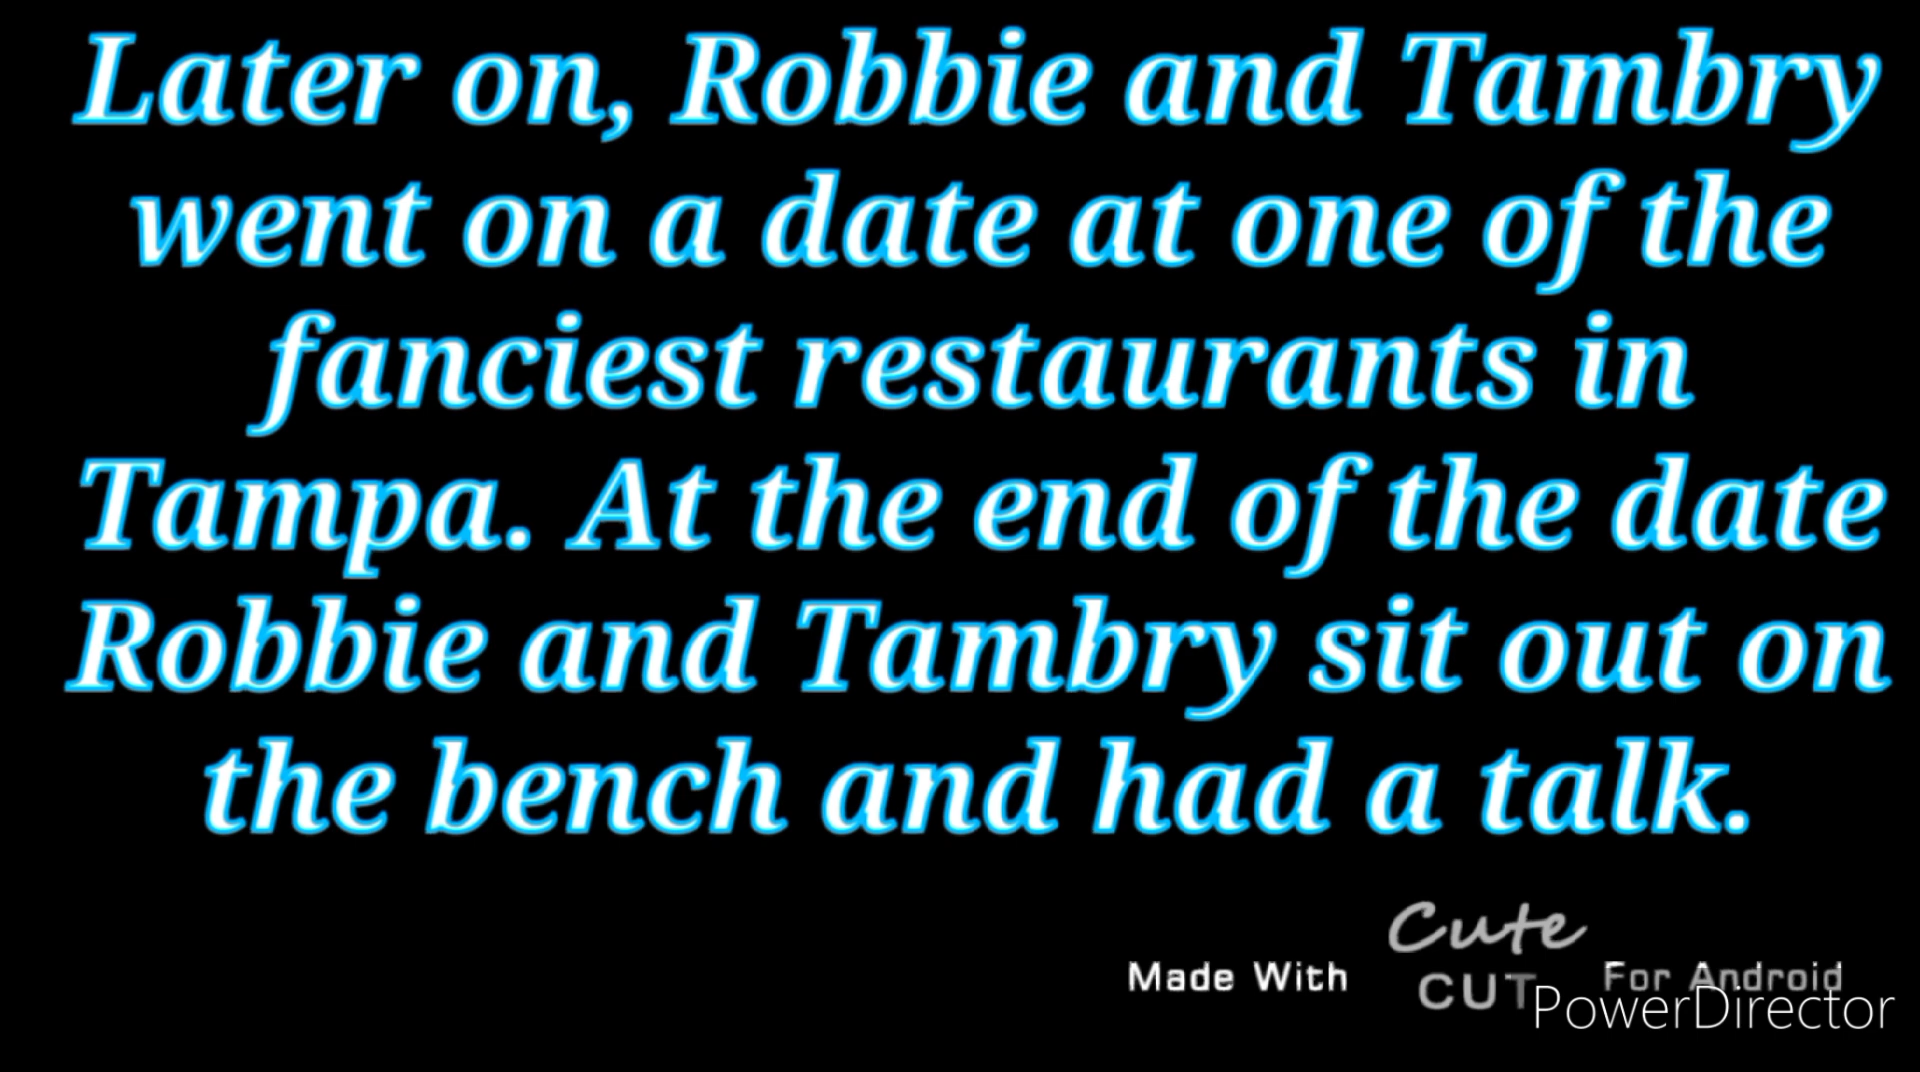 Later on, Robbie and Tambry
went on a date at one of the
fanciest restaurants in
Tampa. At the end of the date
Robbie and Tambry sit out on
the bench and had a talk.
Cute
Made With CUT For Android
PowerDirector